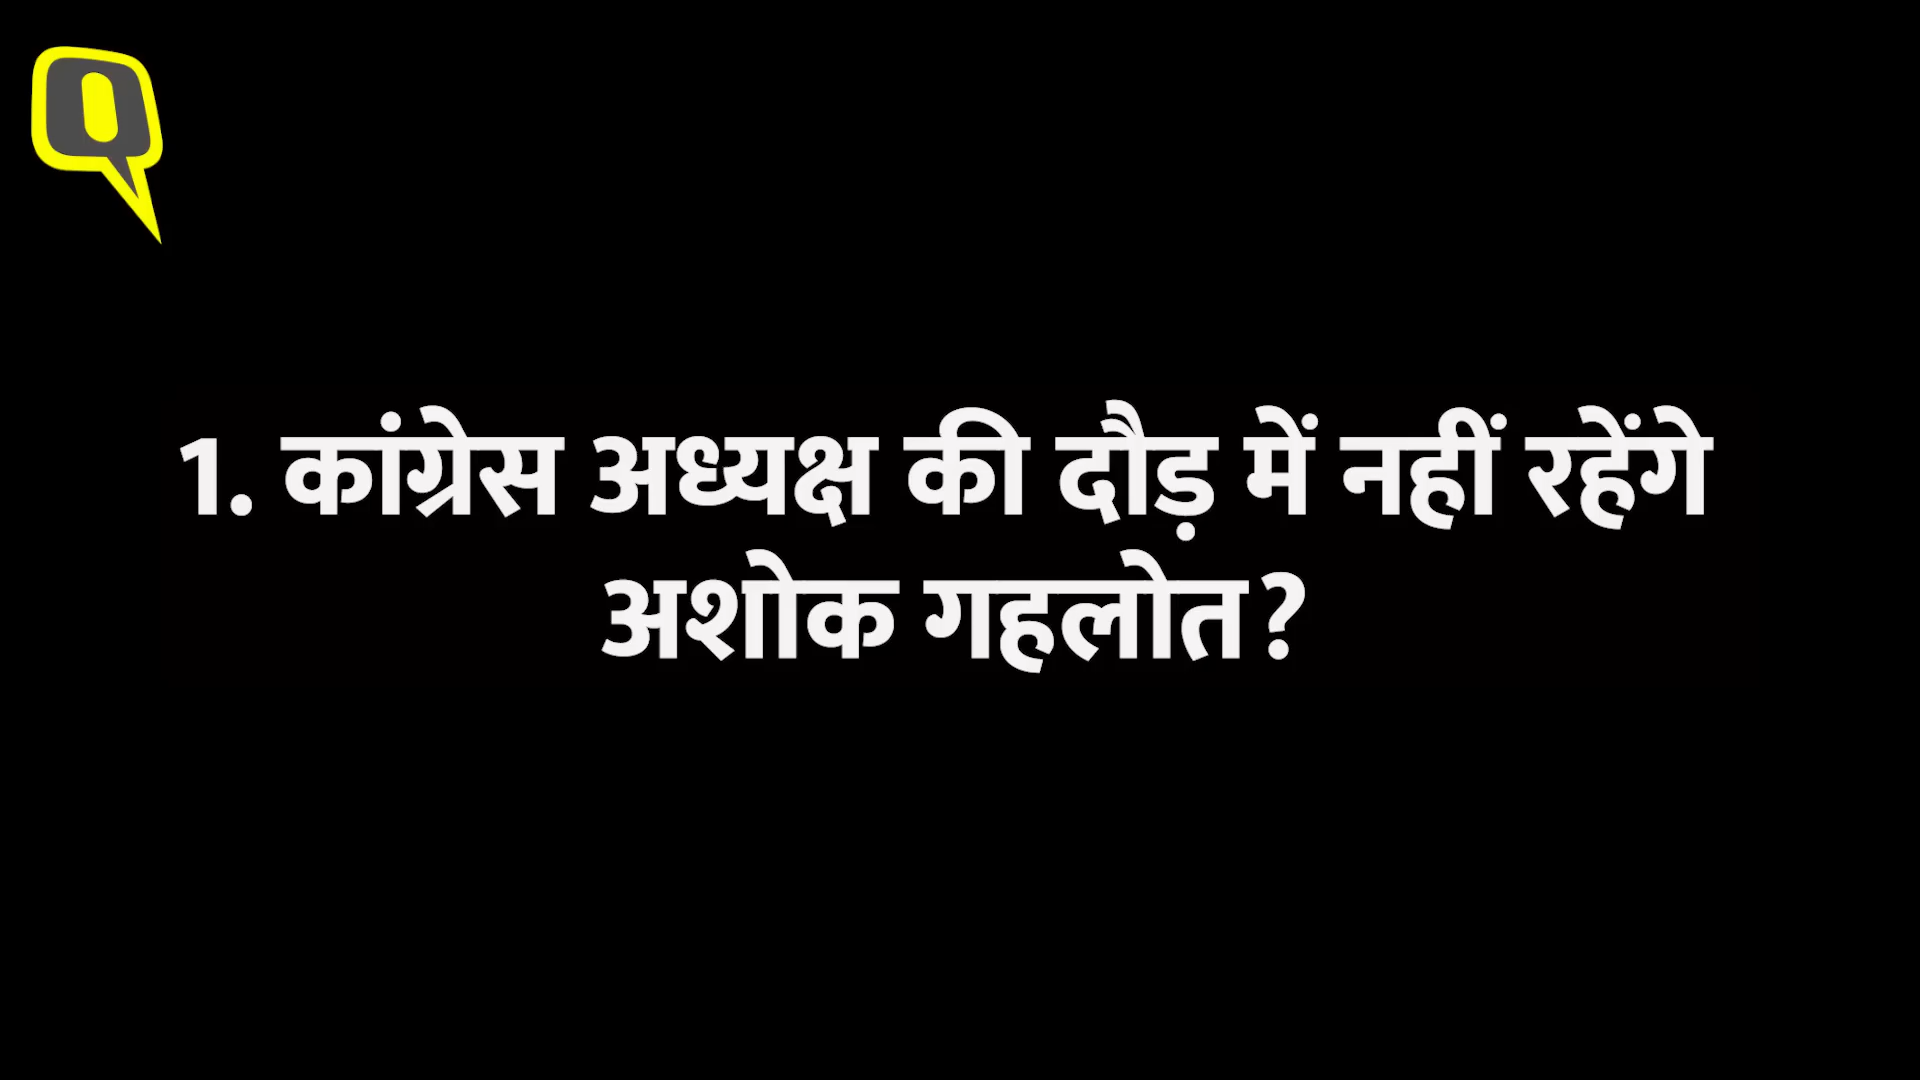 1. कांग्रेस अध्यक्ष की दौड़ में नहीं रहेंगे
अशोक गहलोत?